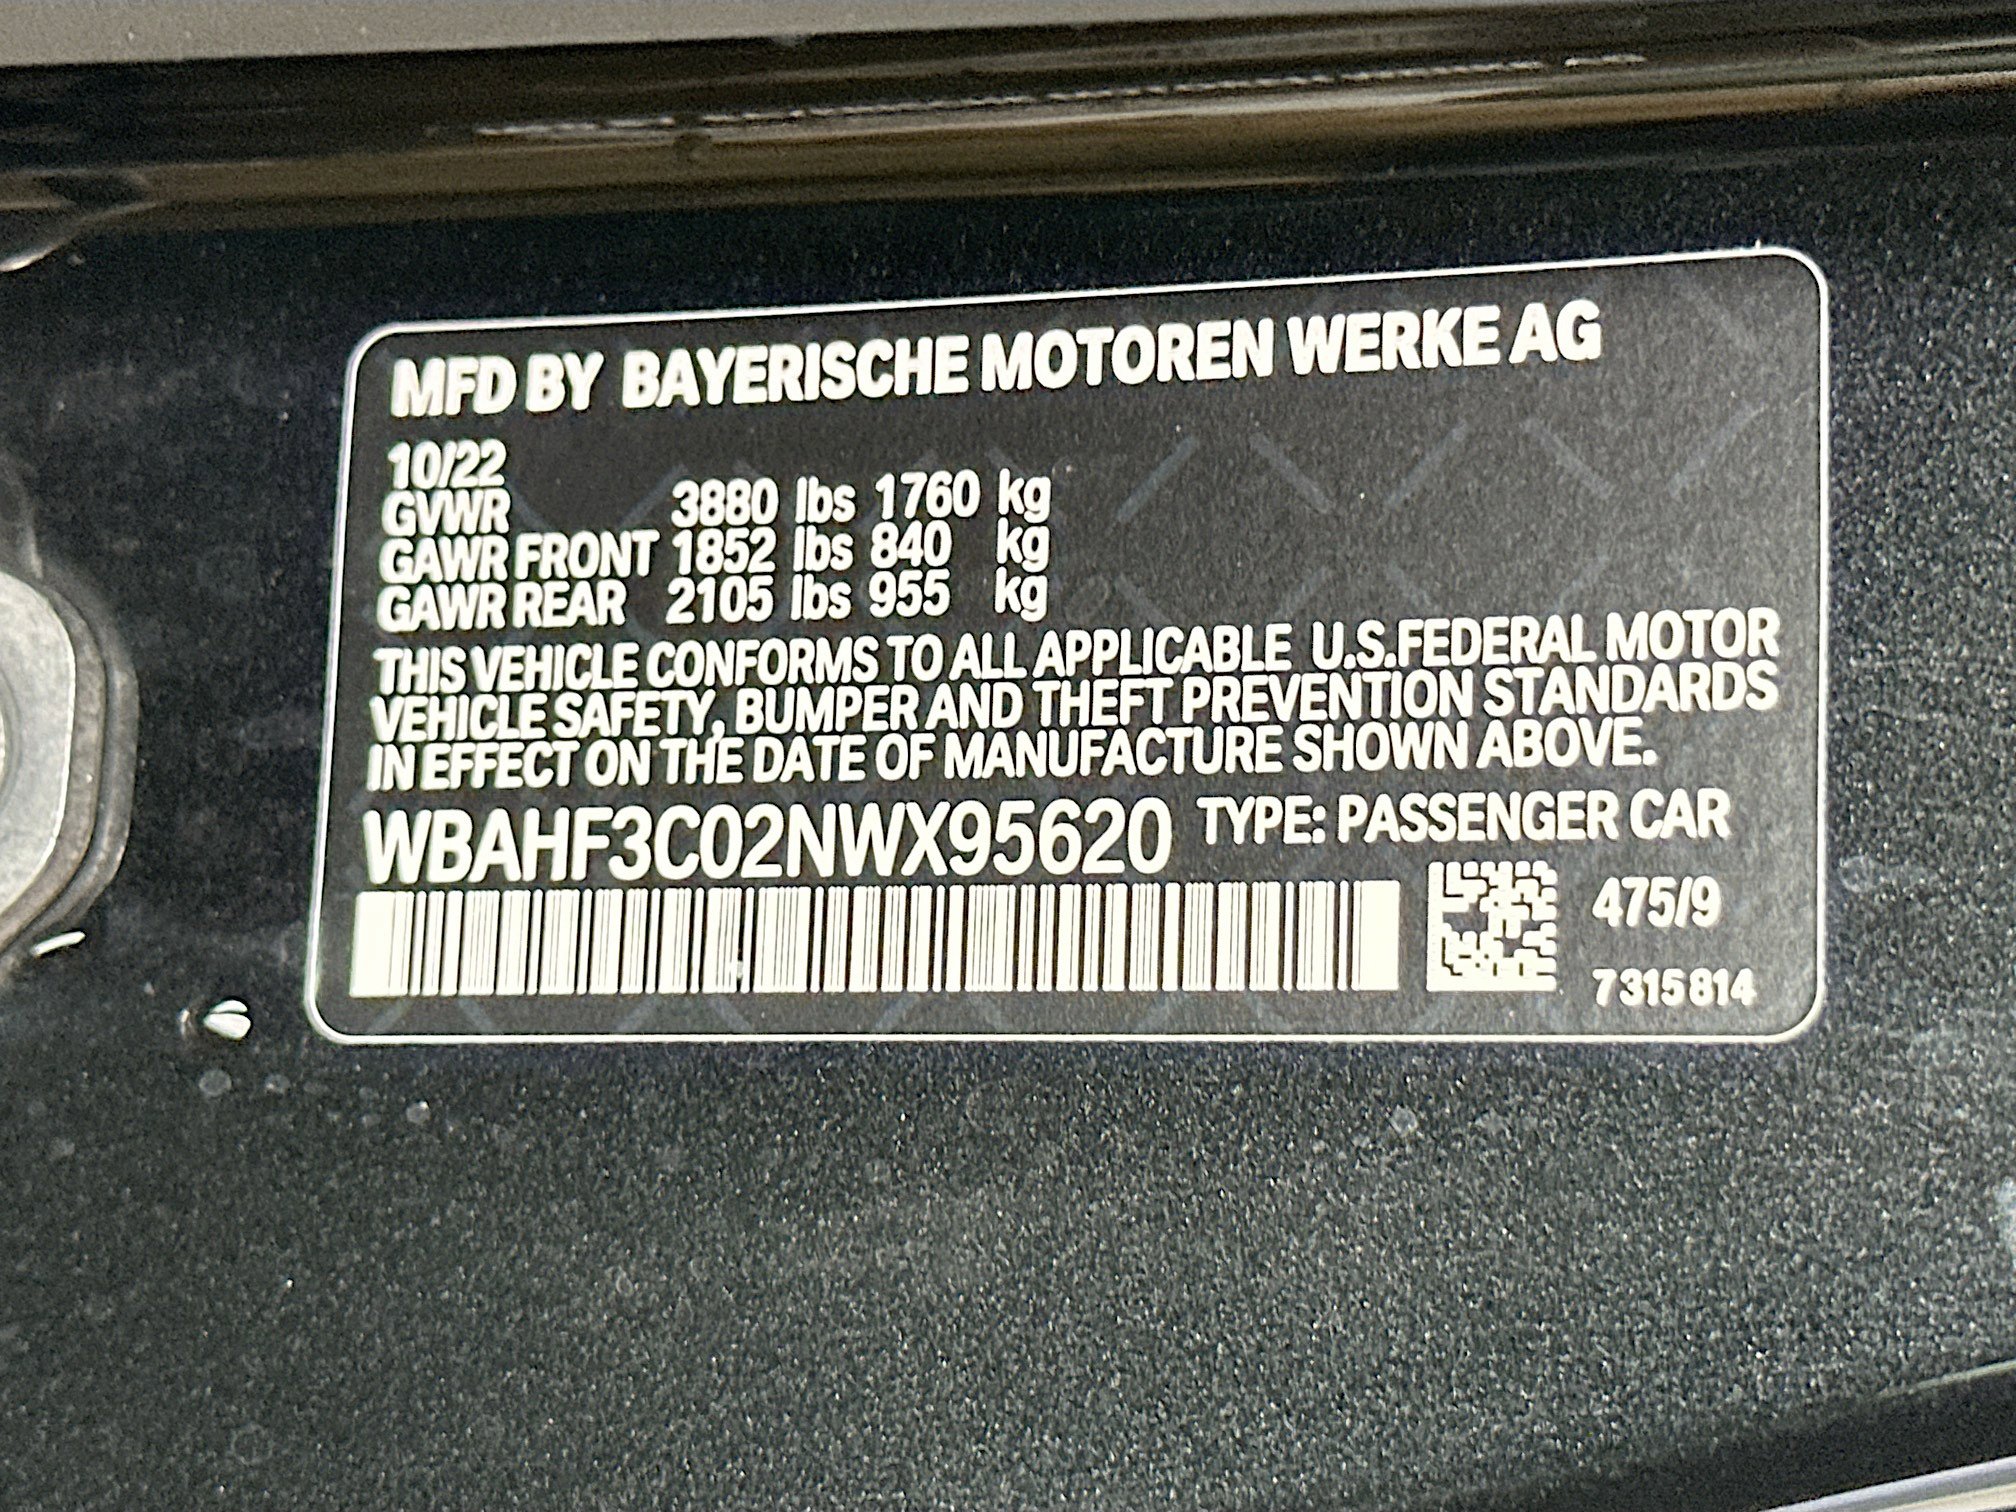 MFD BY BAYERISCHE MOTOREN WERKE AG
10/22
GVWR 3880 lbs 1760 kg
GAWR FRONT 1852 lbs 840 kg
GAWR REAR 2105 lbs 955 kg
THIS VEHICLE CONFORMS TO ALL APPLICABLE U.S.FEDERAL MOTOR
VEHICLE SAFETY, BUMPER AND THEFT PREVENTION STANDARDS
IN EFFECT ON THE DATE OF MANUFACTURE SHOWN ABOVE.
WBAHF3C02NWX95620 TYPE: PASSENGER CAR
475/9
7315814